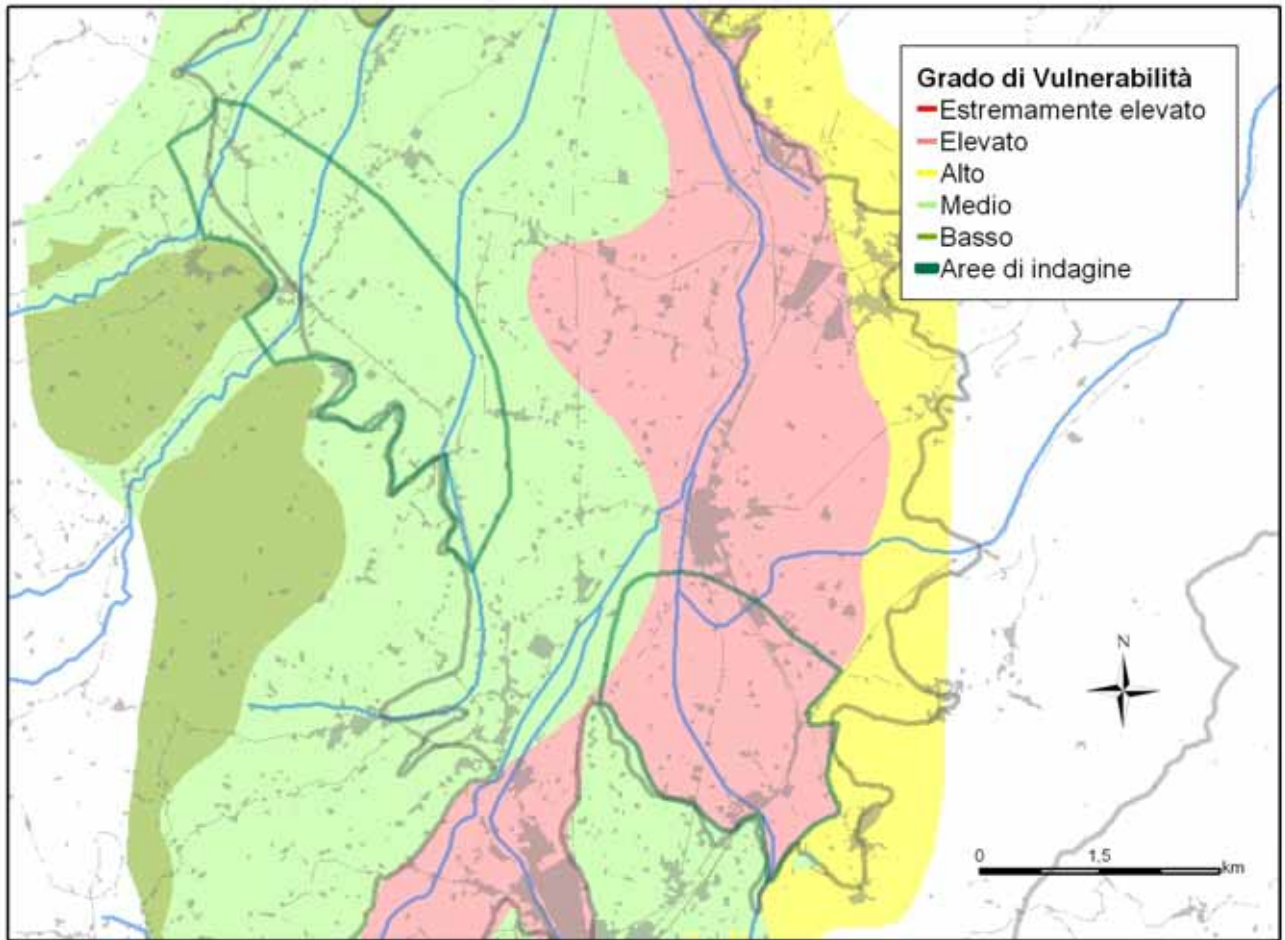 Grado di Vulnerabilità
Estremamente elevato
Elevato
Alto
Medio
Basso
Aree di indagine
N
0 1,5 km